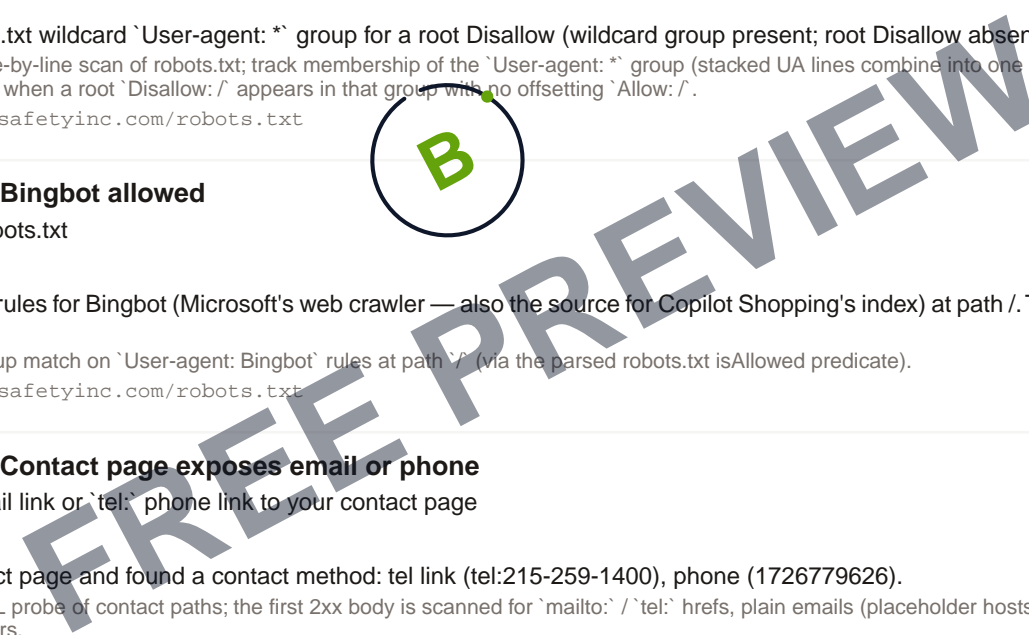 .txt wildcard `User-agent: *` group for a root Disallow (wildcard group present; root Disallow absen
e-by-line scan of robots.txt; track membership of the `User-agent: *` group (stacked UA lines combine into one
when a root `Disallow: /` appears in that group with no offsetting `Allow: /`.
safetyinc.com/robots.txt
B
Bingbot allowed
bots.txt
rules for Bingbot (Microsoft's web crawler — also the source for Copilot Shopping's index) at path /.
up match on `User-agent: Bingbot` rules at path `/` (via the parsed robots.txt isAllowed predicate).
safetyinc.com/robots.txt
Contact page exposes email or phone
il link or `tel:` phone link to your contact page
ct page and found a contact method: tel link (tel:215-259-1400), phone (1726779626).
L probe of contact paths; the first 2xx body is scanned for `mailto:` / `tel:` hrefs, plain emails (placeholder hosts
rs.
FREE PREVIEW